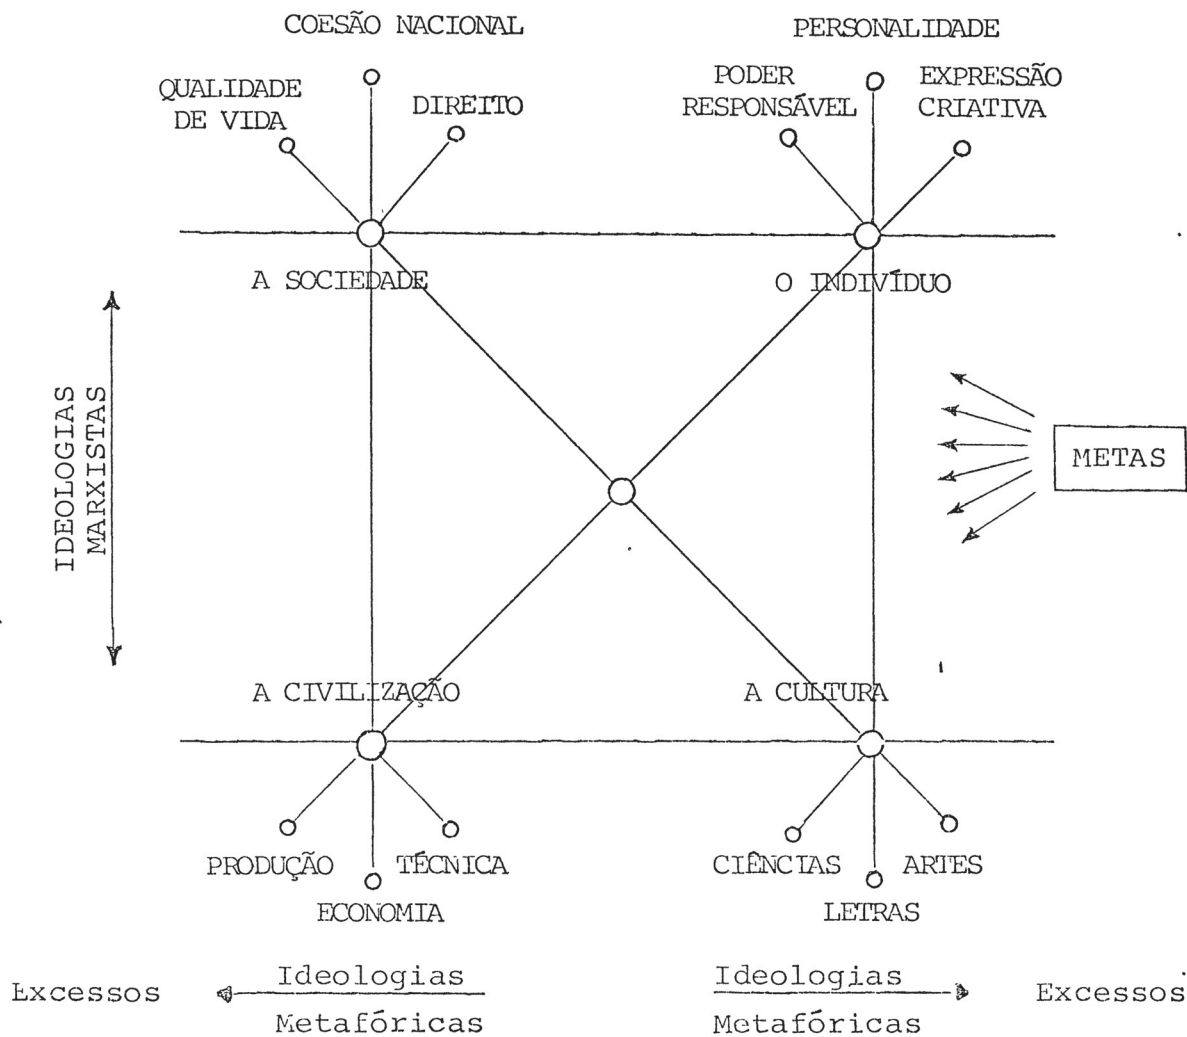 COESÃO NACIONAL
PERSONALIDADE
QUALIDADE
DE VIDA
DIREITO
PODER
RESPONSÁVEL
EXPRESSÃO
CRIATIVA
A SOCIEDADE
O INDIVÍDUO
IDEOLOGIAS
MARXISTAS
METAS
A CIVILIZAÇÃO
A CULTURA
PRODUÇÃO
TÉCNICA
ECONOMIA
CIÊNCIAS
ARTES
LETRAS
Excessos
Ideologias
Metafóricas
Ideologias
Metafóricas
Excessos